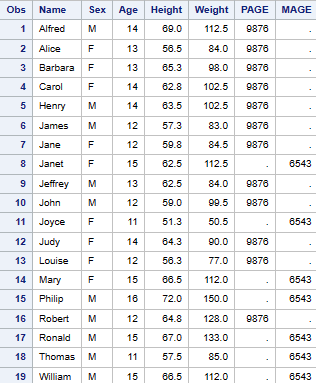 Obs Name Sex Age Height Weight PAGE MAGE
1 Alfred M 14 69.0 112.5 9876 .
2 Alice F 13 56.5 84.0 9876 .
3 Barbara F 13 65.3 98.0 9876 .
4 Carol F 14 62.8 102.5 9876 .
5 Henry M 14 63.5 102.5 9876 .
6 James M 12 57.3 83.0 9876 .
7 Jane F 12 59.8 84.5 9876 .
8 Janet F 15 62.5 112.5 . 6543
9 Jeffrey M 13 62.5 84.0 9876 .
10 John M 12 59.0 99.5 9876 .
11 Joyce F 11 51.3 50.5 . 6543
12 Judy F 14 64.3 90.0 9876 .
13 Louise F 12 56.3 77.0 9876 .
14 Mary F 15 66.5 112.0 . 6543
15 Philip M 16 72.0 150.0 . 6543
16 Robert M 12 64.8 128.0 9876 .
17 Ronald M 15 67.0 133.0 . 6543
18 Thomas M 11 57.5 85.0 . 6543
19 William M 15 66.5 112.0 . 6543